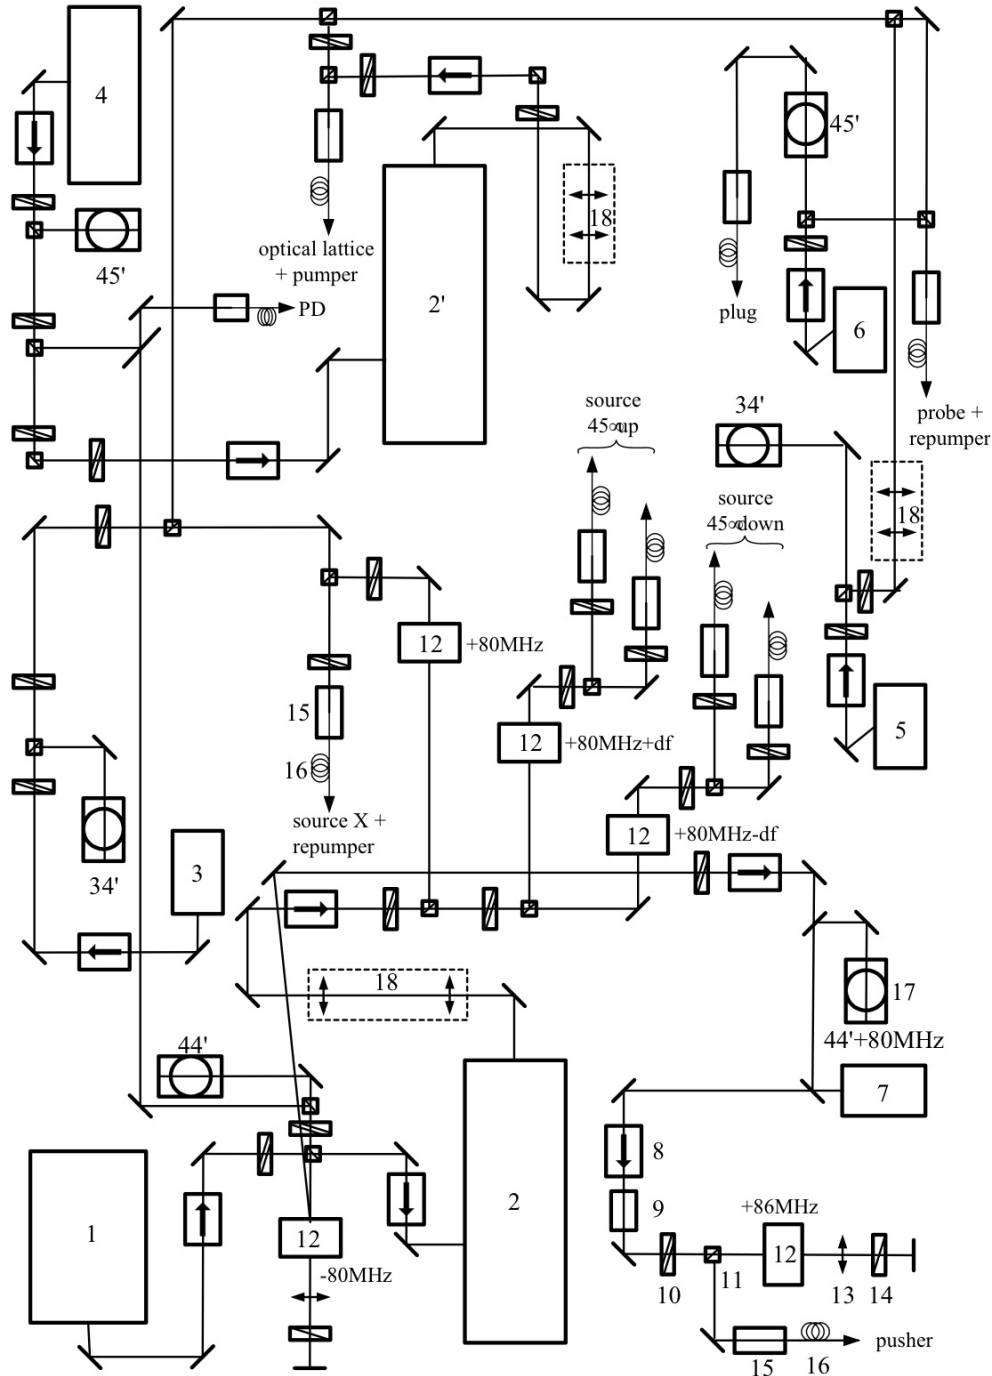 4
45'
45'
18
optical lattice
+ pumper
2'
PD
plug
6
source
45∞up
34'
probe +
repumper
source
45∞down
18
12
+80MHz
15
12
+80MHz+df
5
16
source X +
repumper
12
+80MHz-df
3
34'
18
17
44'+80MHz
44'
7
8
1
2
9
+86MHz
12
-80MHz
12
10
11
13
14
15
16
pusher